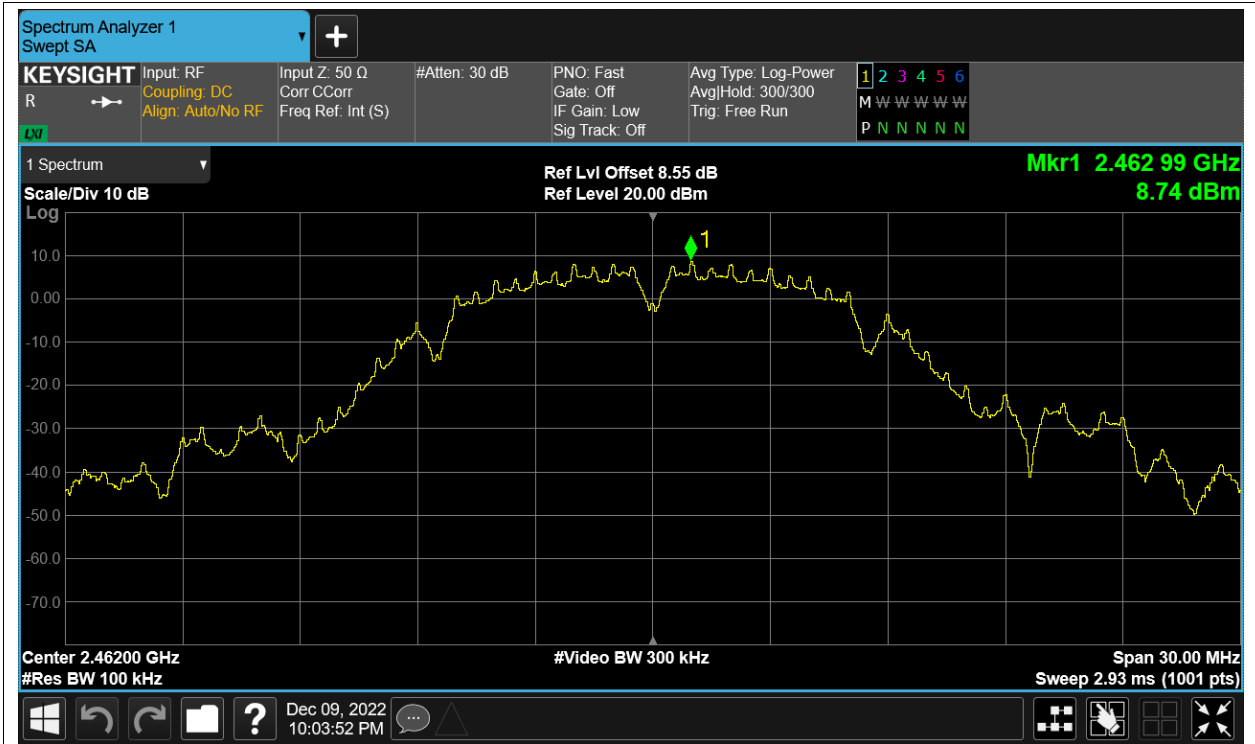 Spectrum Analyzer 1
Swept SA
+
KEYSIGHT
R
LXI
Input: RF
Coupling: DC
Align: Auto/No RF
Input Z: 50 Ω
Corr CCorr
Freq Ref: Int (S)
#Atten: 30 dB
PNO: Fast
Gate: Off
IF Gain: Low
Sig Track: Off
Avg Type: Log-Power
Avg|Hold: 300/300
Trig: Free Run
1 2 3 4 5 6
M W W W W W
P N N N N N
1 Spectrum
Scale/Div 10 dB
Log
Ref Lvl Offset 8.55 dB
Ref Level 20.00 dBm
Mkr1 2.462 99 GHz
8.74 dBm
1
10.0
0.00
-10.0
-20.0
-30.0
-40.0
-50.0
-60.0
-70.0
Center 2.46200 GHz
#Res BW 100 kHz
#Video BW 300 kHz
Span 30.00 MHz
Sweep 2.93 ms (1001 pts)
?
Dec 09, 2022
10:03:52 PM